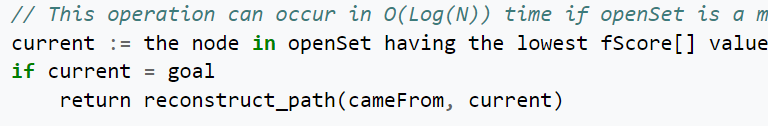 // This operation can occur in O(Log(N)) time if openSet is a
current := the node in openSet having the lowest fScore[] value
if current = goal
return reconstruct_path(cameFrom, current)